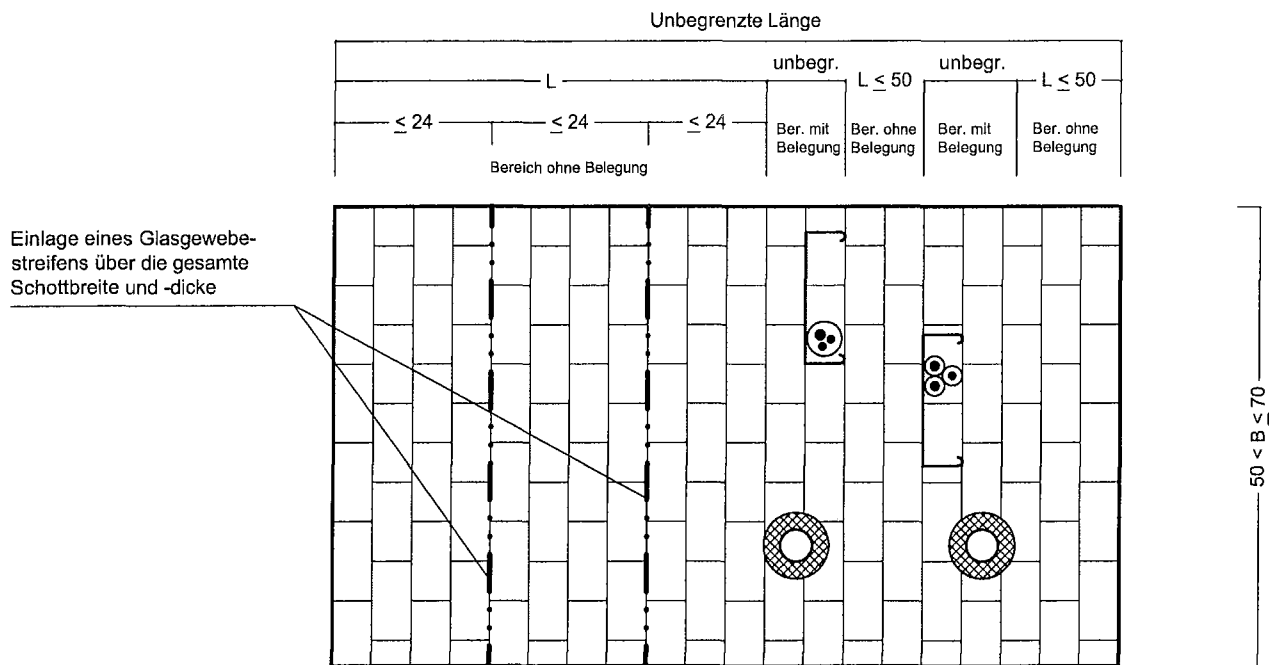 Unbegrenzte Länge
unbegr.
unbegr.
L
L ≤ 50
L ≤ 50
≤ 24
≤ 24
≤ 24
Ber. mit
Belegung
Ber. ohne
Belegung
Ber. mit
Belegung
Ber. ohne
Belegung
Bereich ohne Belegung
Einlage eines Glasgewebe-
streifens über die gesamte
Schottbreite und -dicke
50 < B ≤ 70